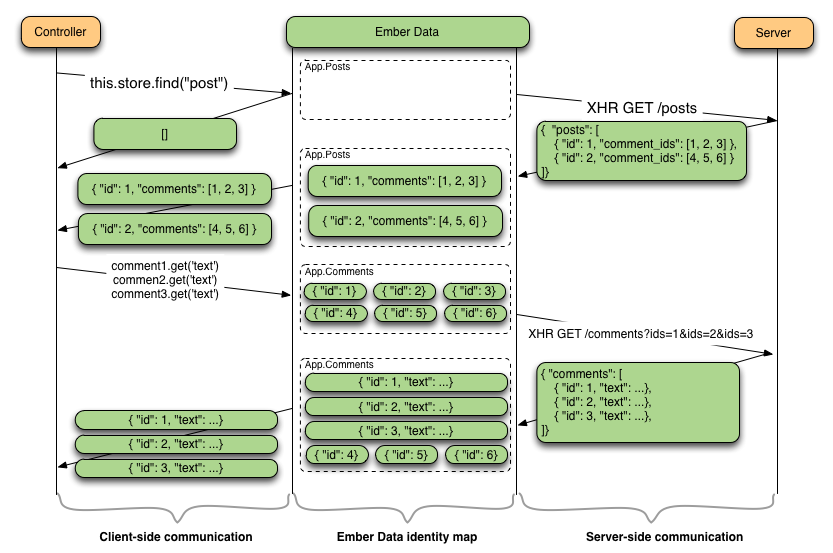 Controller
Ember Data
Server
App.Posts
this.store.find("post")
XHR GET /posts
[]
{ "posts": [
{ "id": 1, "comment_ids": [1, 2, 3] },
{ "id": 2, "comment_ids": [4, 5, 6] }
]}
App.Posts
{ "id": 1, "comments": [1, 2, 3] }
{ "id": 2, "comments": [4, 5, 6] }
{ "id": 1, "comments": [1, 2, 3] }
{ "id": 2, "comments": [4, 5, 6] }
comment1.get('text')
commen2.get('text')
comment3.get('text')
App.Comments
{ "id": 1}
{ "id": 2}
{ "id": 3}
{ "id": 4}
{ "id": 5}
{ "id": 6}
XHR GET /comments?ids=1&ids=2&ids=3
App.Comments
{ "id": 1, "text": ...}
{ "id": 2, "text": ...}
{ "id": 3, "text": ...}
{ "id": 4}
{ "id": 5}
{ "id": 6}
{ "comments": [
{ "id": 1, "text": ...},
{ "id": 2, "text": ...},
{ "id": 3, "text": ...},
]}
{ "id": 1, "text": ...}
{ "id": 2, "text": ...}
{ "id": 3, "text": ...}
Client-side communication
Ember Data identity map
Server-side communication